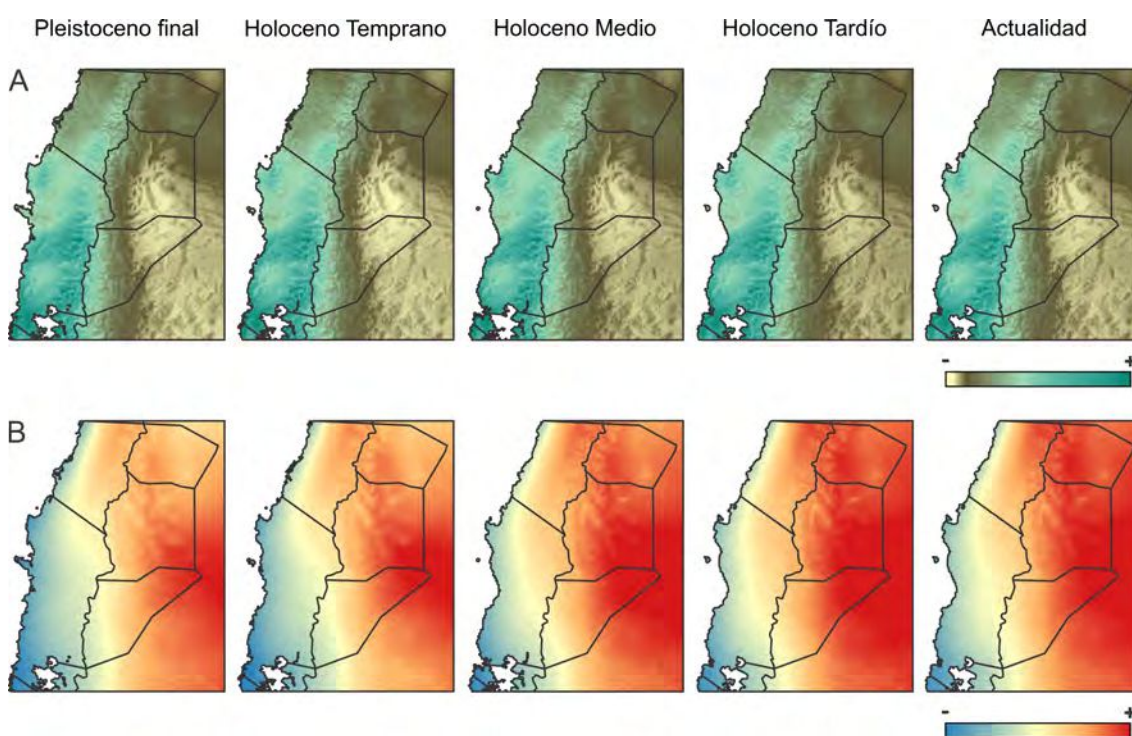 Pleistoceno final Holoceno Temprano Holoceno Medio Holoceno Tardío Actualidad
A
- +
B
- +